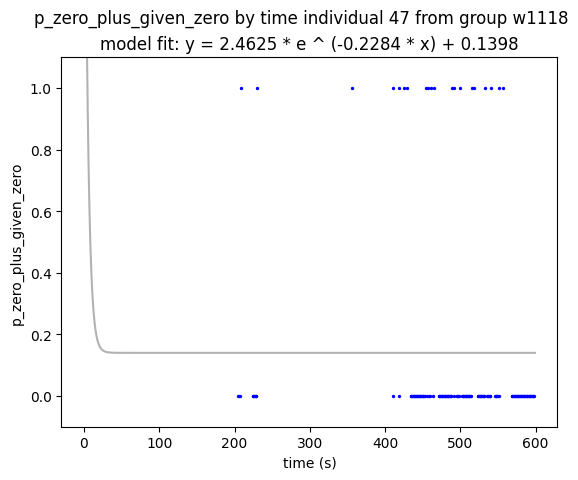 p_zero_plus_given_zero by time individual 47 from group w1118
model fit: y = 2.4625 * e ^ (-0.2284 * x) + 0.1398
1.0
0.8
0.6
0.4
0.2
0.0
p_zero_plus_given_zero
0 100 200 300 400 500 600
time (s)